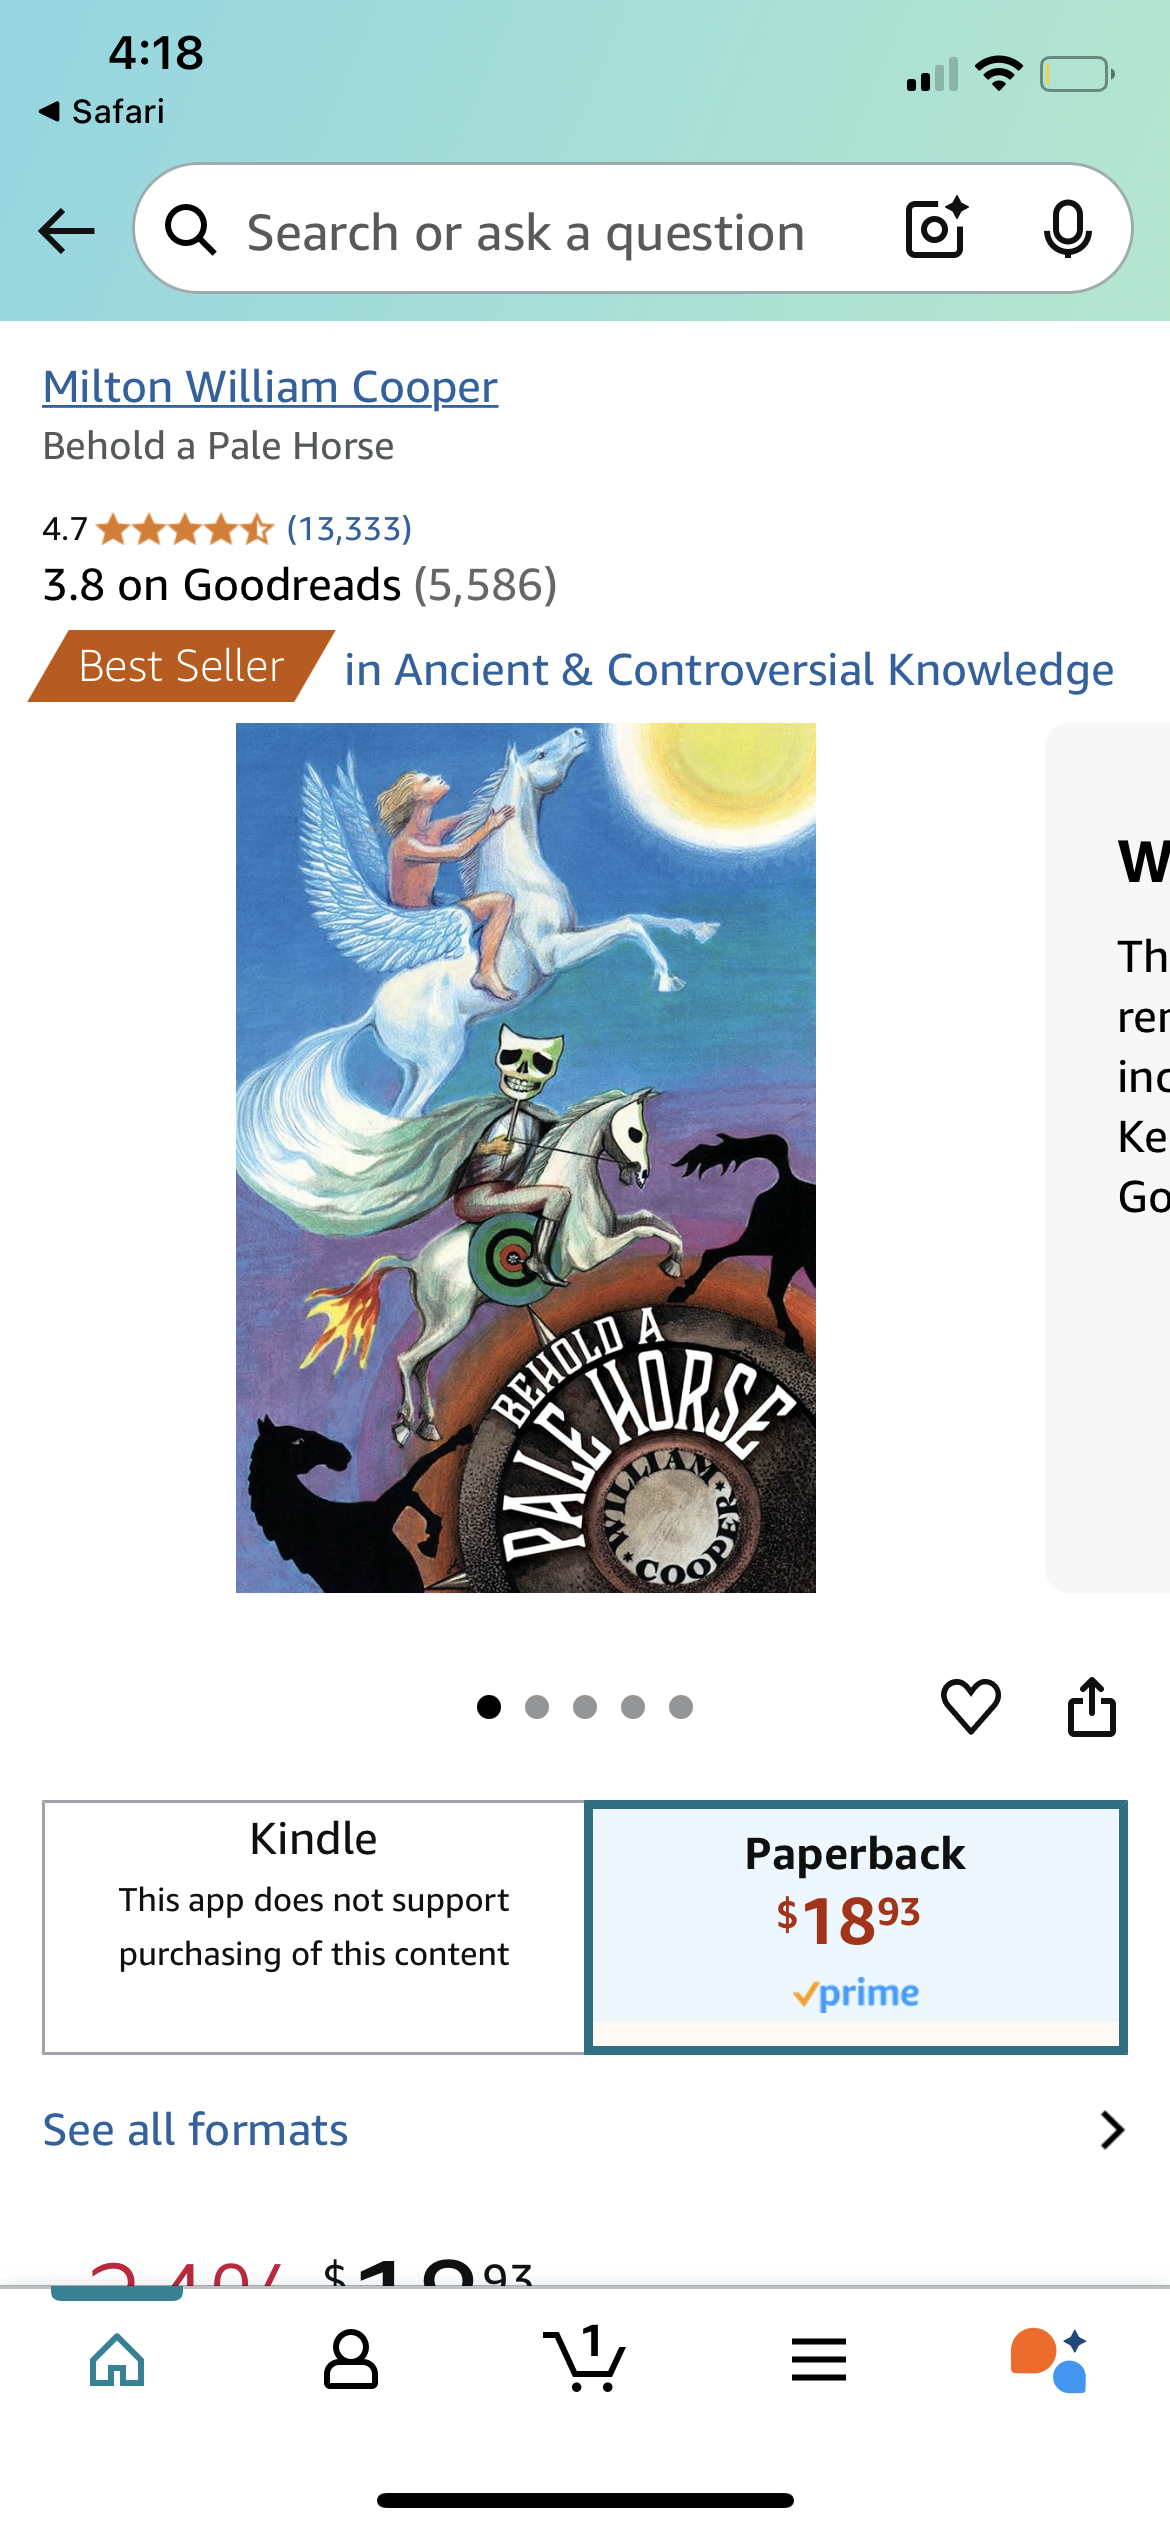 4:18
Safari
Search or ask a question
Milton William Cooper
Behold a Pale Horse
4.7 (13,333)
3.8 on Goodreads (5,586)
Best Seller in Ancient & Controversial Knowledge
BEHOLD A
PALE HORSE
WILLIAM
COOPER
W
Th
rer
inc
Ke
Go
Kindle
This app does not support
purchasing of this content
Paperback
$18 93
prime
See all formats
$18 93
1